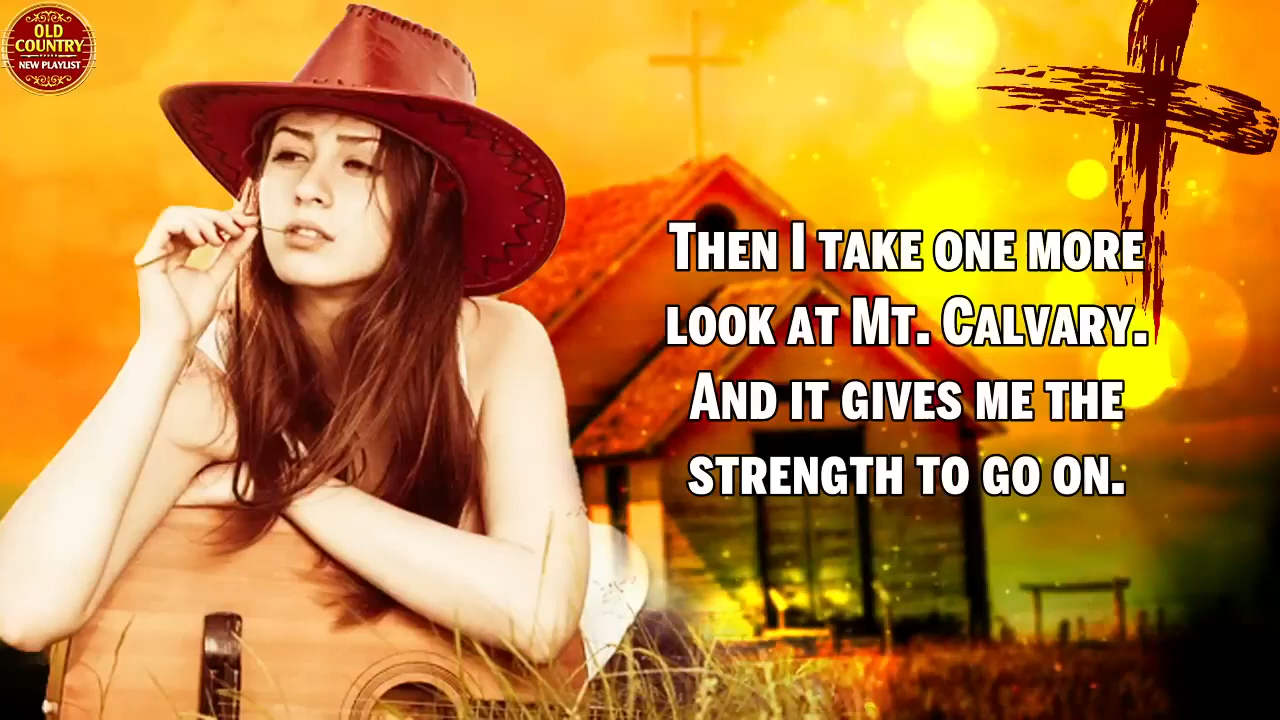 OLD
COUNTRY
NEW PLAYLIST
THEN I TAKE ONE MORE
LOOK AT MT. CALVARY.
AND IT GIVES ME THE
STRENGTH TO GO ON.